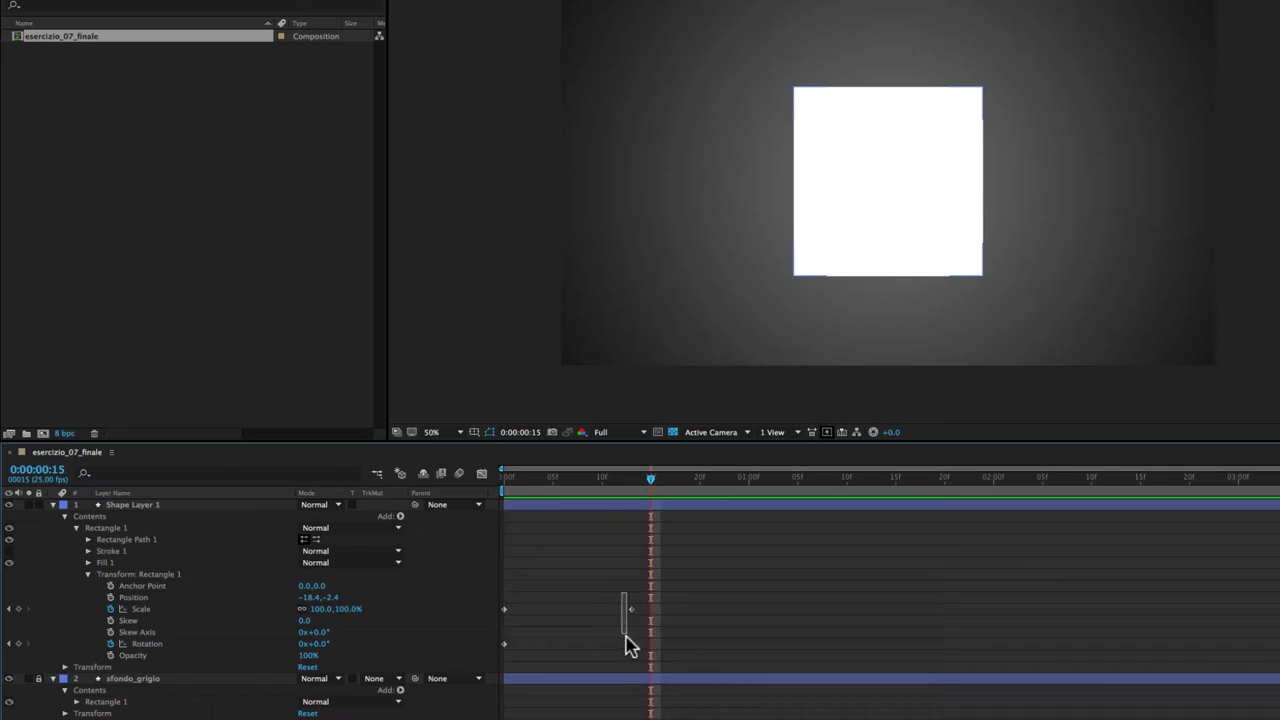 Name Type Size Me
esercizio_07_finale Composition
8 bpc
50% 0:00:00:15 Full Active Camera 1 View +0.0
esercizio_07_finale
0:00:00:15
00015 (25.00 fps)
:00f 05f 10f 20f 01:00f 05f 10f 15f 20f 02:00f 05f 10f 15f 20f 03:00f
# Layer Name Mode T TrkMat Parent
1 Shape Layer 1 Normal None
Contents Add:
Rectangle 1 Normal
Rectangle Path 1
Stroke 1 Normal
Fill 1 Normal
Transform: Rectangle 1
Anchor Point 0.0,0.0
Position -18.4,-2.4
Scale 100.0,100.0%
Skew 0.0
Skew Axis 0x+0.0°
Rotation 0x+0.0°
Opacity 100%
Transform Reset
2 sfondo_grigio Normal None None
Contents Add:
Rectangle 1 Normal
Transform Reset